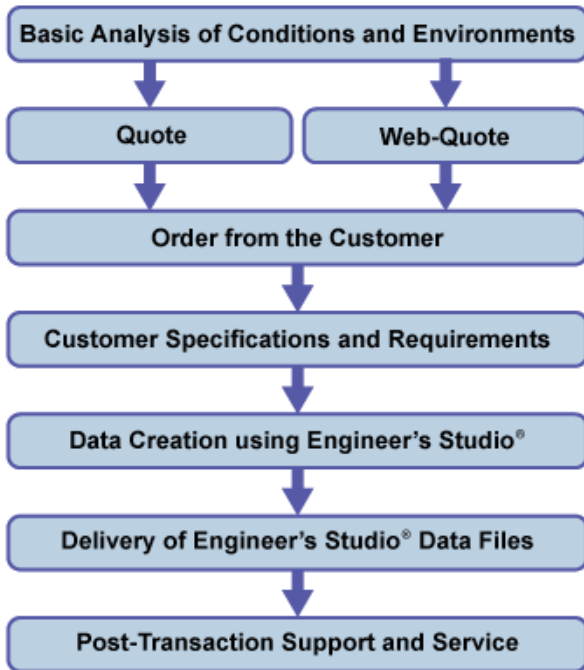 Basic Analysis of Conditions and Environments
Quote
Web-Quote
Order from the Customer
Customer Specifications and Requirements
Data Creation using Engineer's Studio®
Delivery of Engineer's Studio® Data Files
Post-Transaction Support and Service